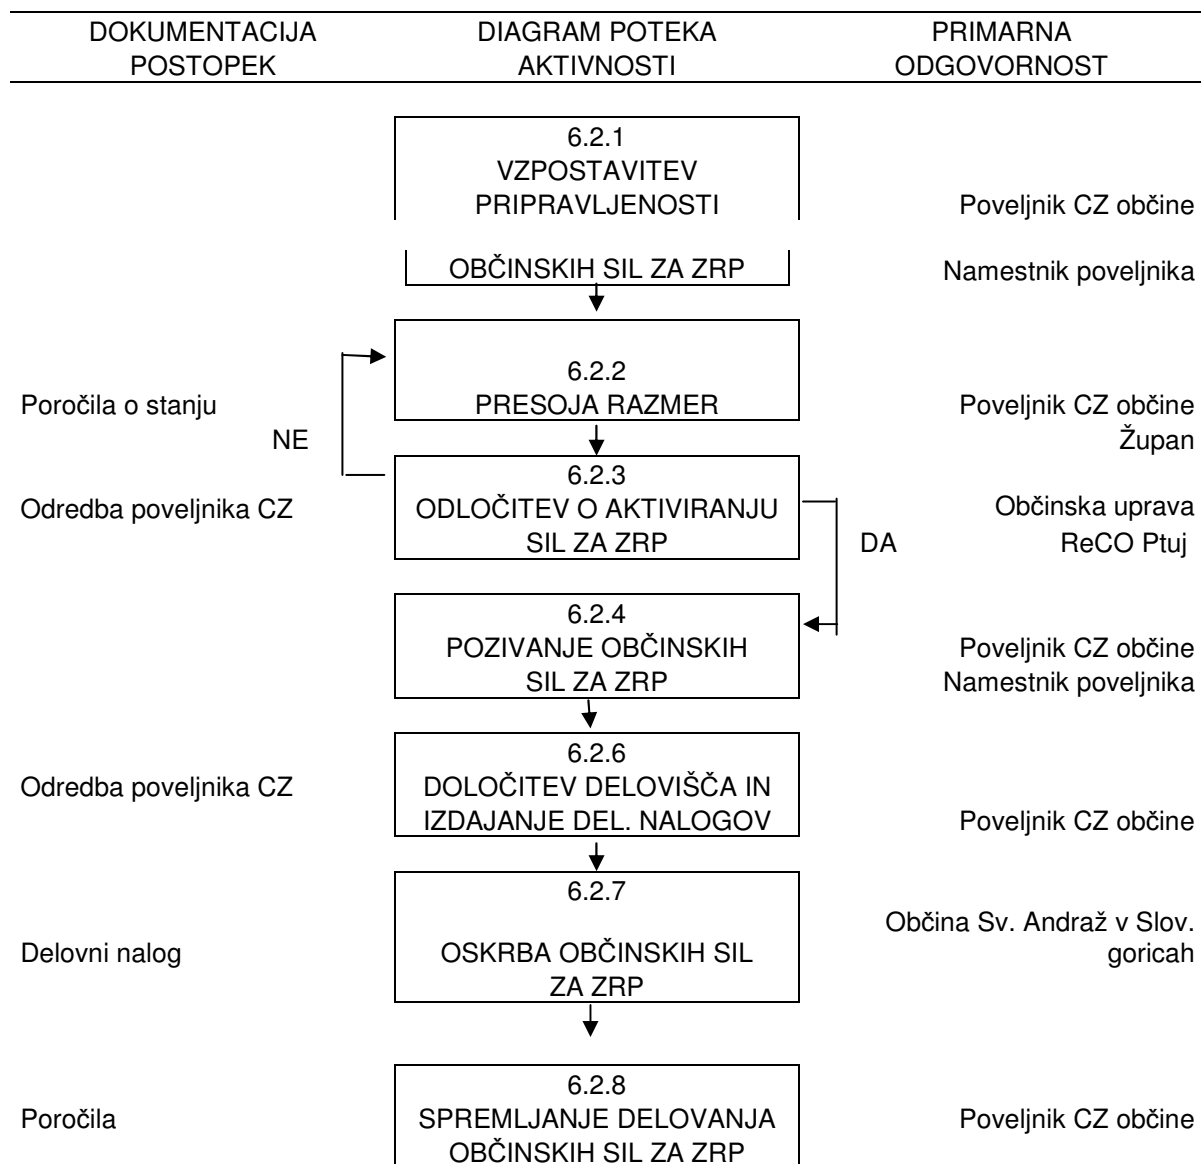 DOKUMENTACIJA DIAGRAM POTEKA PRIMARNA
POSTOPEK AKTIVNOSTI ODGOVORNOST
6.2.1
VZPOSTAVITEV
PRIPRAVLJENOSTI Poveljnik CZ občine
OBČINSKIH SIL ZA ZRP Namestnik poveljnika
6.2.2
Poročila o stanju PRESOJA RAZMER Poveljnik CZ občine
NE Župan
6.2.3
Odredba poveljnika CZ ODLOČITEV O AKTIVIRANJU Občinska uprava
SIL ZA ZRP DA ReCO Ptuj
6.2.4
POZIVANJE OBČINSKIH Poveljnik CZ občine
SIL ZA ZRP Namestnik poveljnika
6.2.6
Odredba poveljnika CZ DOLOČITEV DELOVIŠČA IN
IZDAJANJE DEL. NALOGOV Poveljnik CZ občine
6.2.7
Občina Sv. Andraž v Slov.
Delovni nalog OSKRBA OBČINSKIH SIL goricah
ZA ZRP
6.2.8
Poročila SPREMLJANJE DELOVANJA Poveljnik CZ občine
OBČINSKIH SIL ZA ZRP